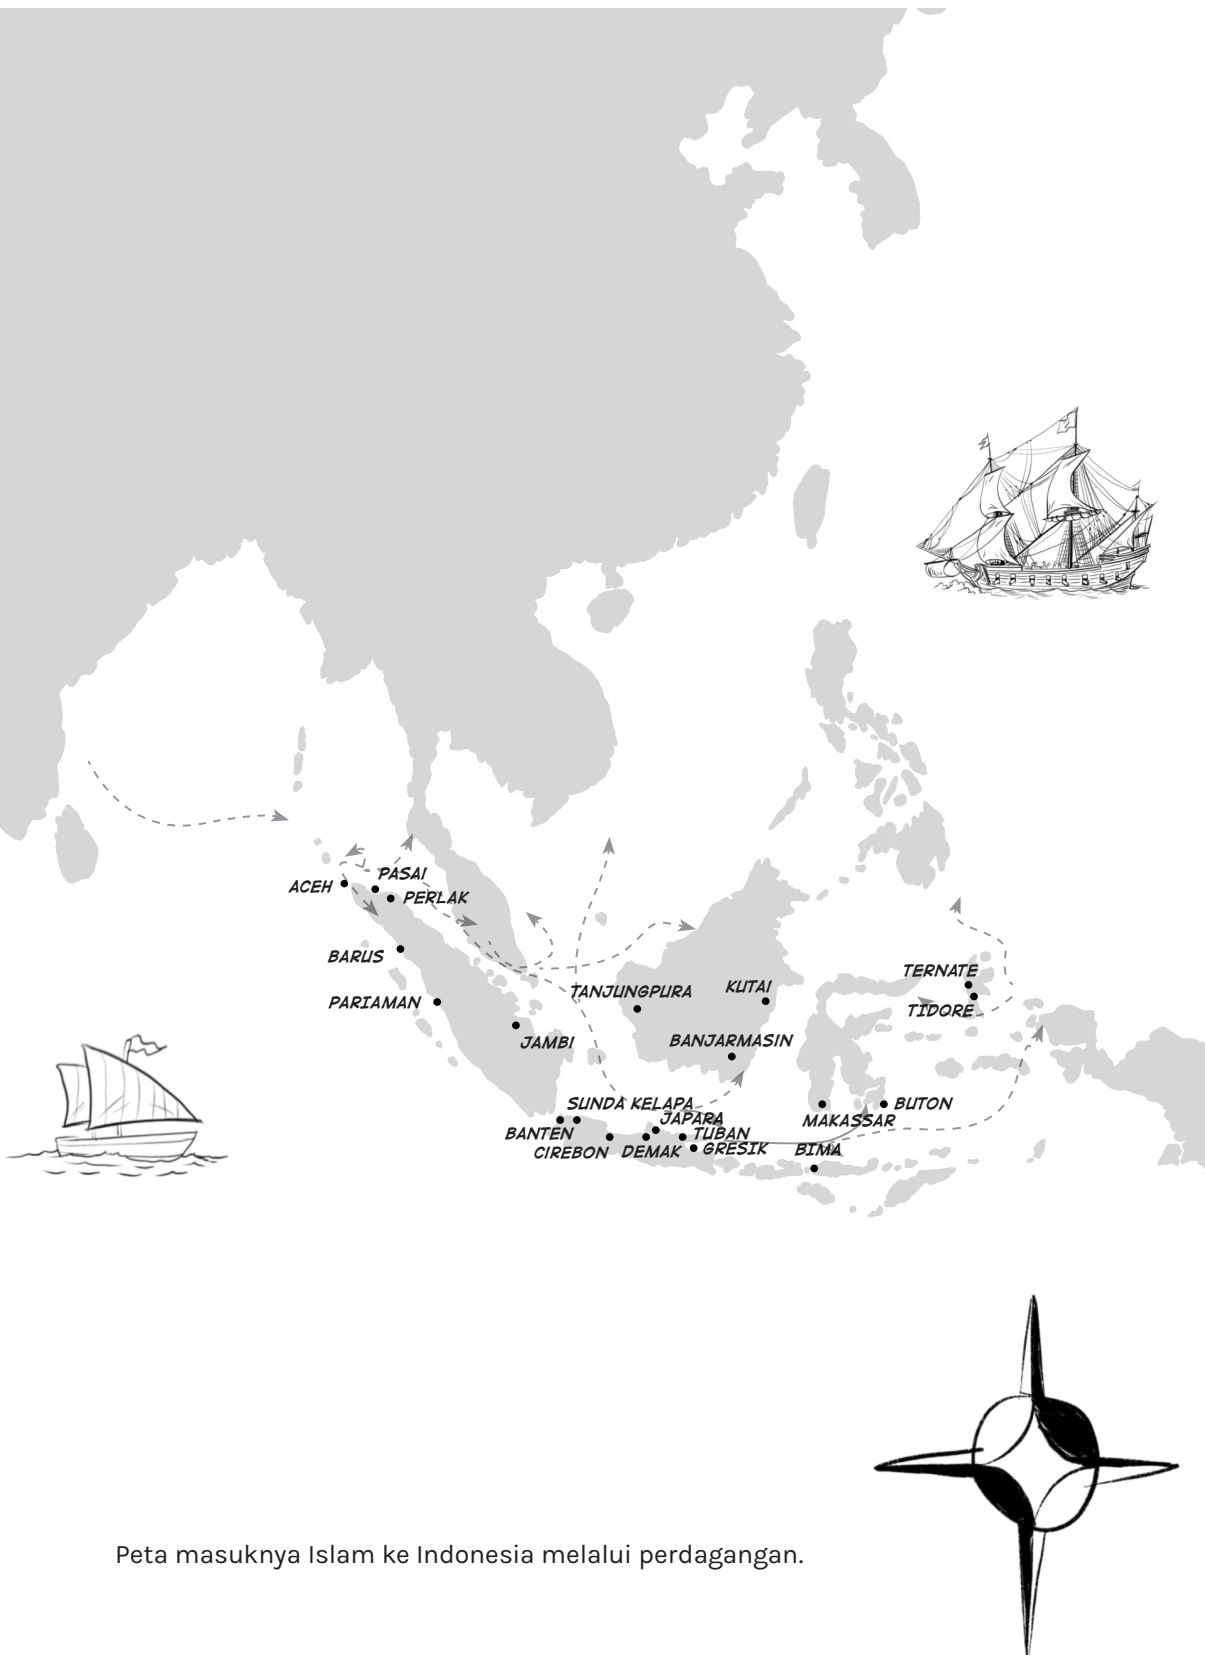 PASAI
ACEH
PERLAK
BARUS
PARIAMAN
JAMBI
TANJUNGPURA
KUTAI
BANJARMASIN
TERNATE
TIDORE
SUNDA KELAPA
BANTEN
CIREBON
DEMAK
JAPARA
TUBAN
GRESIK
MAKASSAR
BUTON
BIMA
Peta masuknya Islam ke Indonesia melalui perdagangan.